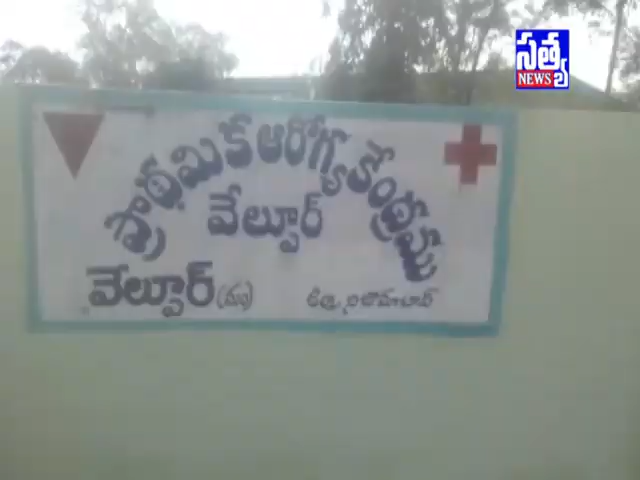 సత్య
NEWS
ప్రాథమిక ఆరోగ్య కేంద్రము
వేల్పూర్
వేల్పూర్ (మం) జిల్లా నిజామాబాద్